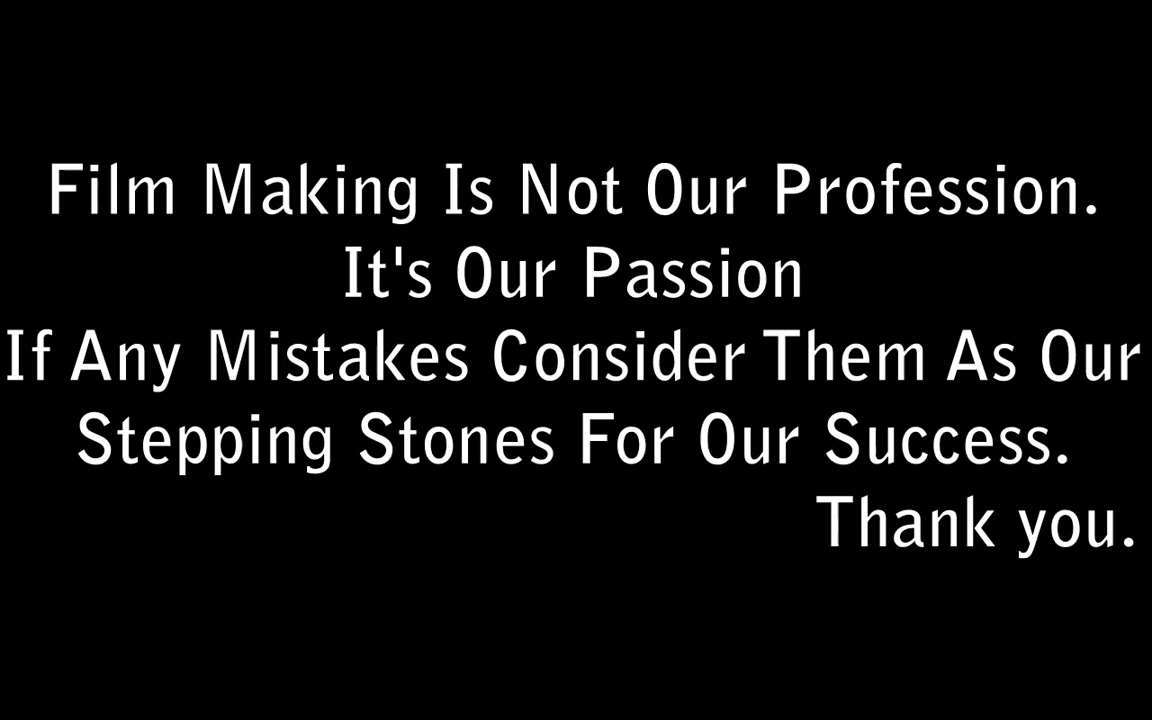 Film Making Is Not Our Profession.
It's Our Passion
If Any Mistakes Consider Them As Our
Stepping Stones For Our Success.
Thank you.